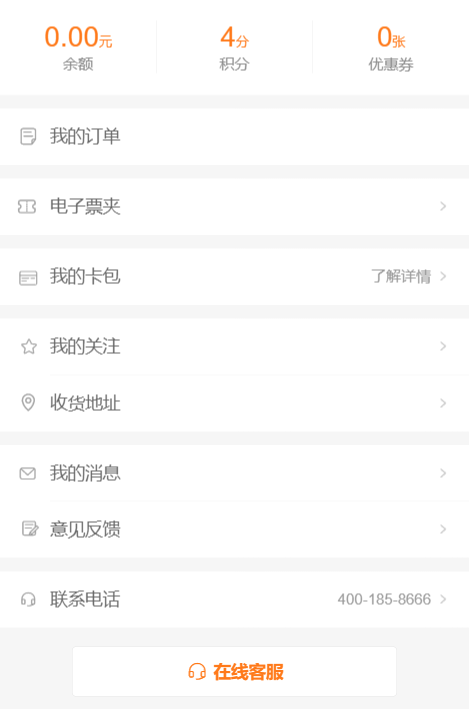 0.00元 4分 0张
余额 积分 优惠券
我的订单
电子票夹
我的卡包 了解详情
我的关注
收货地址
我的消息
意见反馈
联系电话 400-185-8666
在线客服